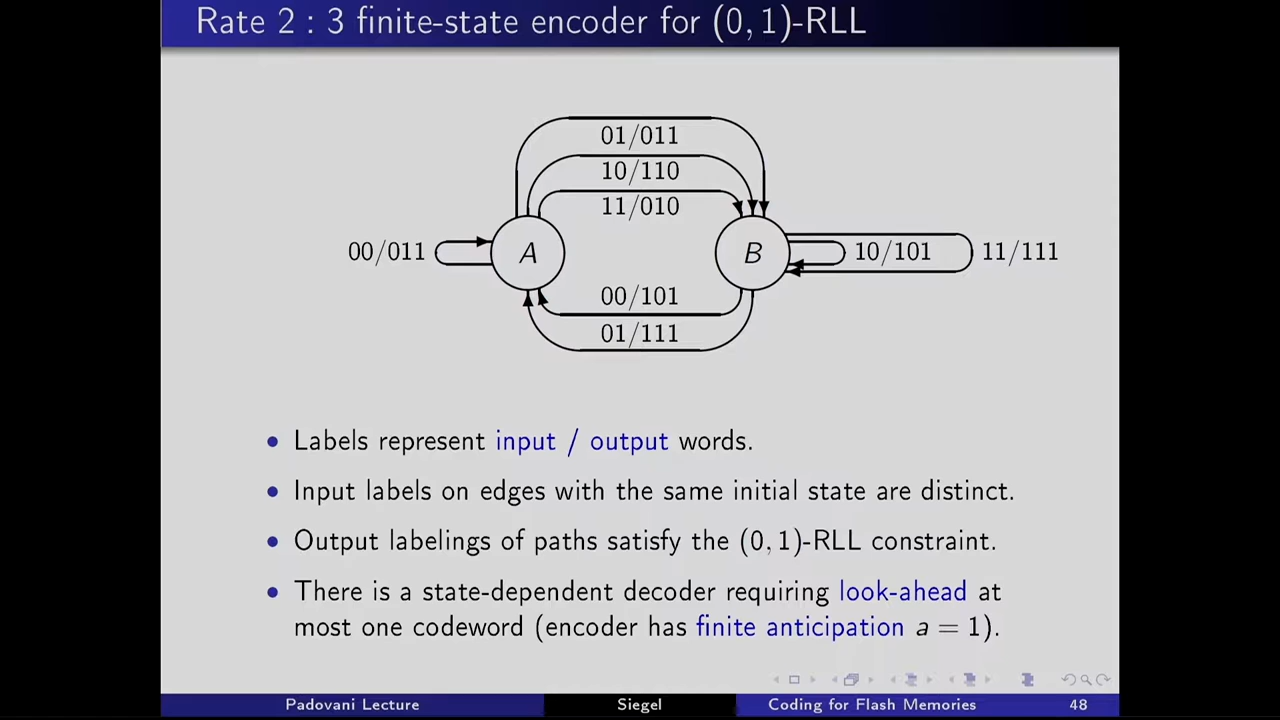 Rate 2 : 3 finite-state encoder for (0, 1)-RLL
01/011
10/110
11/010
00/011
A
B
10/101
11/111
00/101
01/111
• Labels represent input / output words.
• Input labels on edges with the same initial state are distinct.
• Output labelings of paths satisfy the (0, 1)-RLL constraint.
• There is a state-dependent decoder requiring look-ahead at
most one codeword (encoder has finite anticipation a = 1).
Padovani Lecture
Siegel
Coding for Flash Memories
48